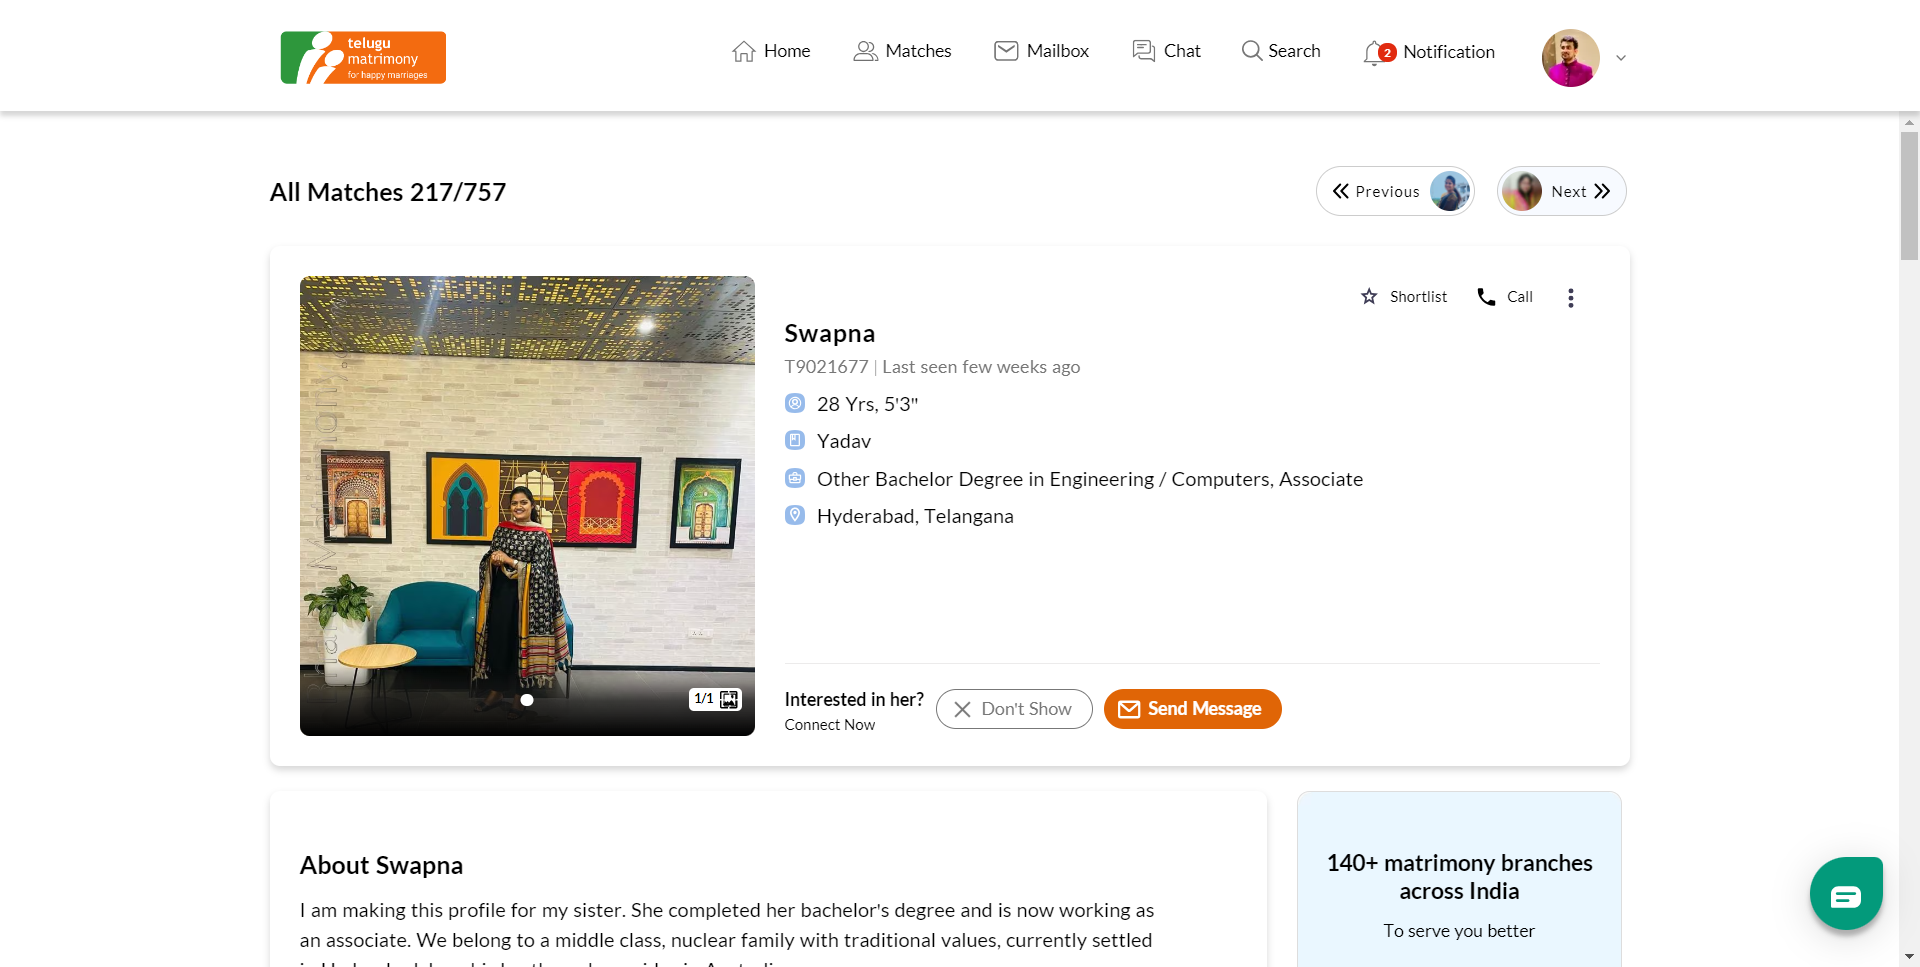 telugu
matrimony
for happy marriages
Home
Matches
Mailbox
Chat
Search
2
Notification
All Matches 217/757
Previous
Next
Shortlist
Call
Swapna
T9021677 | Last seen few weeks ago
28 Yrs, 5'3"
Yadav
Other Bachelor Degree in Engineering / Computers, Associate
Hyderabad, Telangana
1/1
Interested in her?
Connect Now
Don't Show
Send Message
About Swapna
I am making this profile for my sister. She completed her bachelor's degree and is now working as
an associate. We belong to a middle class, nuclear family with traditional values, currently settled
140+ matrimony branches
across India
To serve you better